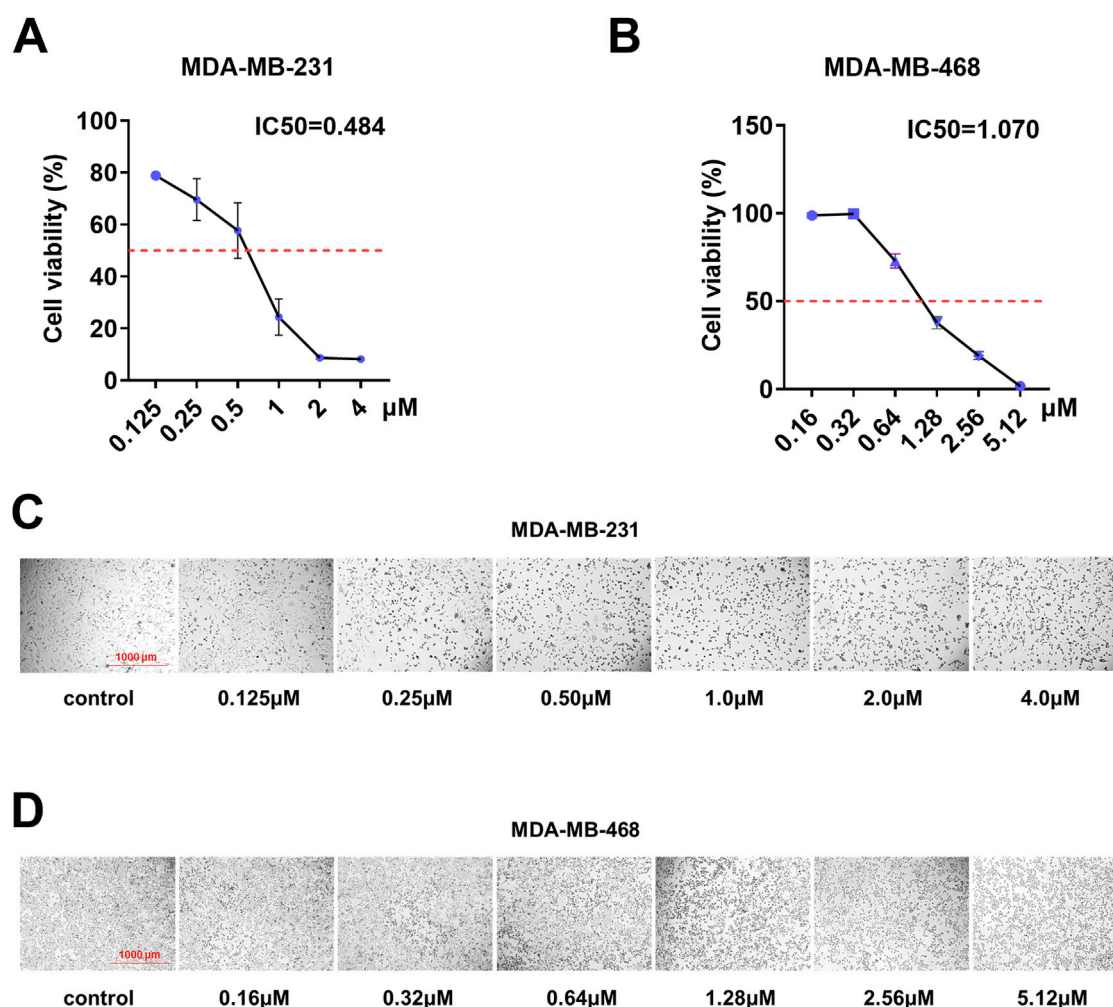 A
MDA-MB-231
IC50=0.484
Cell viability (%)
100
80
60
40
20
0
0.125
0.25
0.5
1
2
4
µM
B
MDA-MB-468
IC50=1.070
Cell viability (%)
150
100
50
0
0.16
0.32
0.64
1.28
2.56
5.12
µM
C
MDA-MB-231
1000 µm
control 0.125µM 0.25µM 0.50µM 1.0µM 2.0µM 4.0µM
D
MDA-MB-468
1000 µm
control 0.16µM 0.32µM 0.64µM 1.28µM 2.56µM 5.12µM